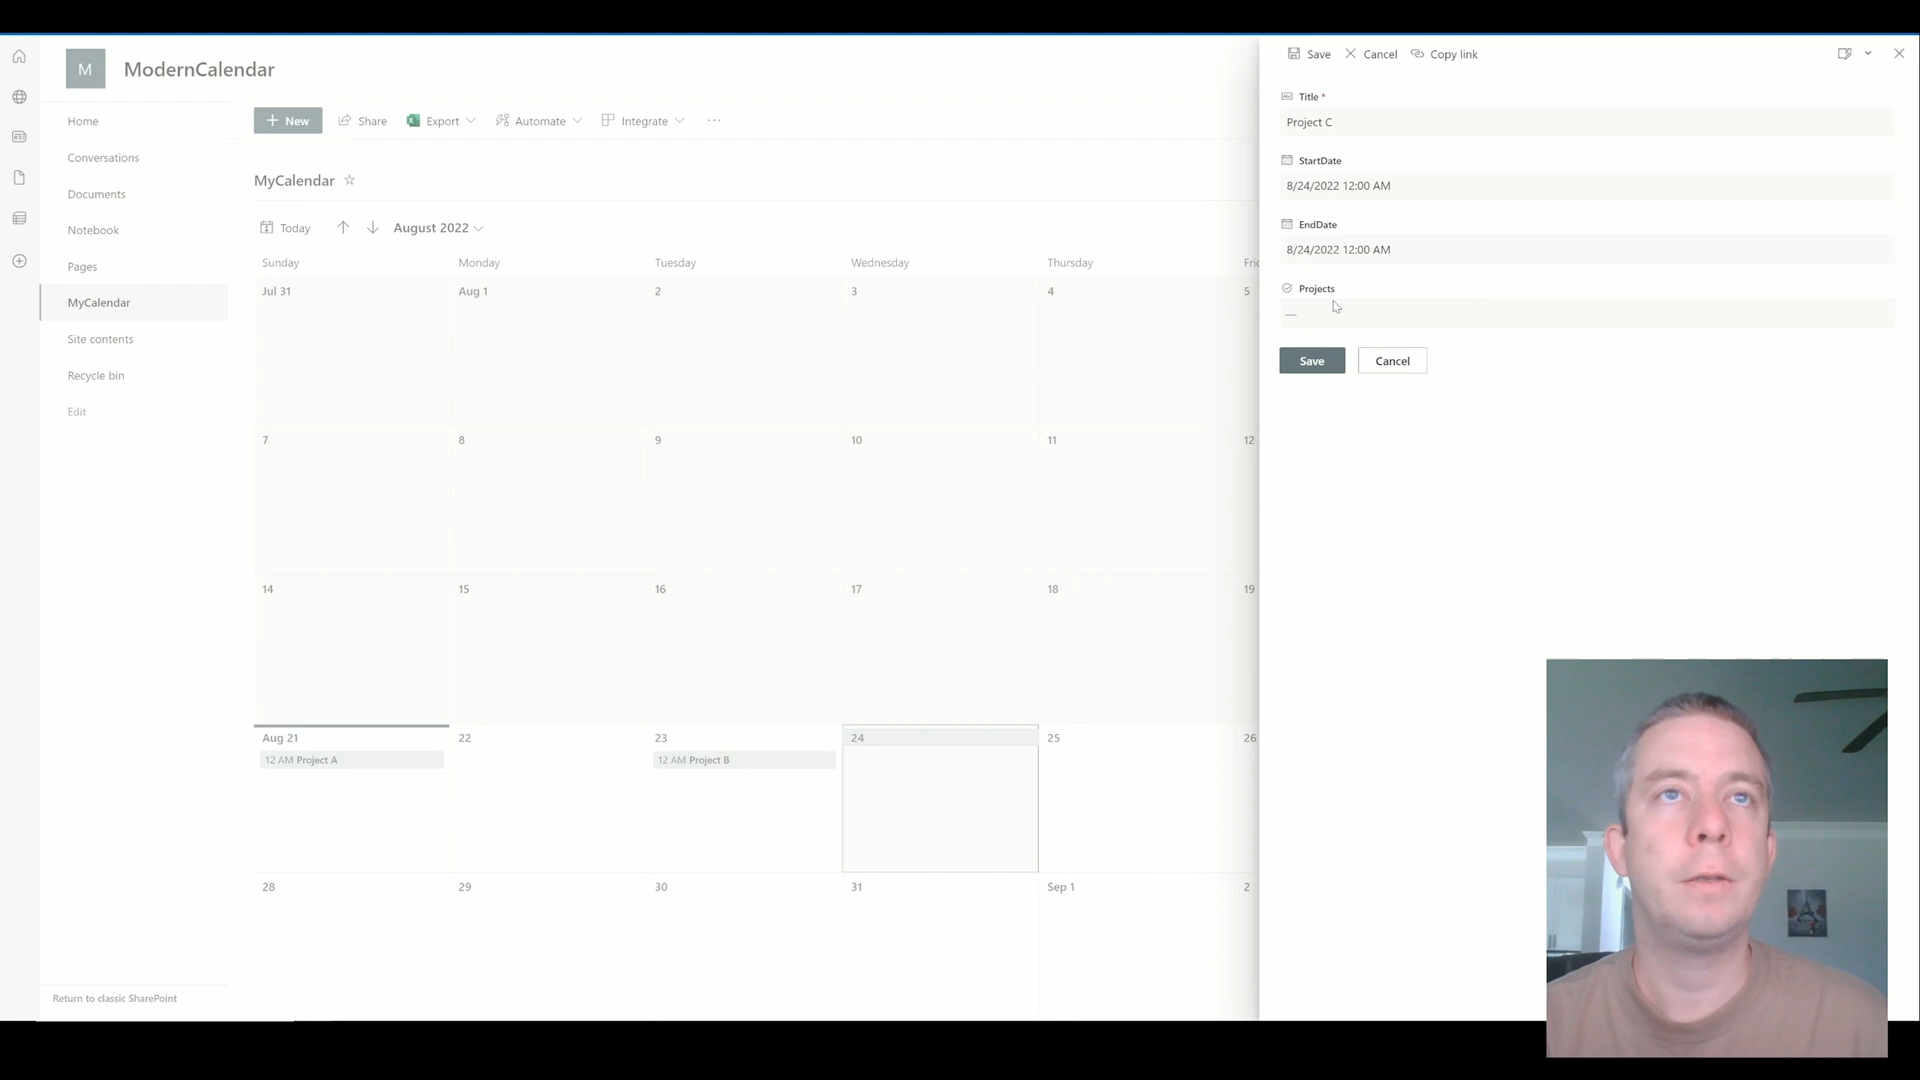 M
ModernCalendar
Home
Conversations
Documents
Notebook
Pages
MyCalendar
Site contents
Recycle bin
Edit
Return to classic SharePoint
New
Share
Export
Automate
Integrate
MyCalendar
Today
August 2022
Sunday Monday Tuesday Wednesday Thursday Fri
Jul 31 Aug 1 2 3 4 5
7 8 9 10 11 12
14 15 16 17 18 19
Aug 21 22 23 24 25 26
12 AM Project A
12 AM Project B
28 29 30 31 Sep 1 2
Save Cancel Copy link
Title *
Project C
StartDate
8/24/2022 12:00 AM
EndDate
8/24/2022 12:00 AM
Projects
—
Save Cancel